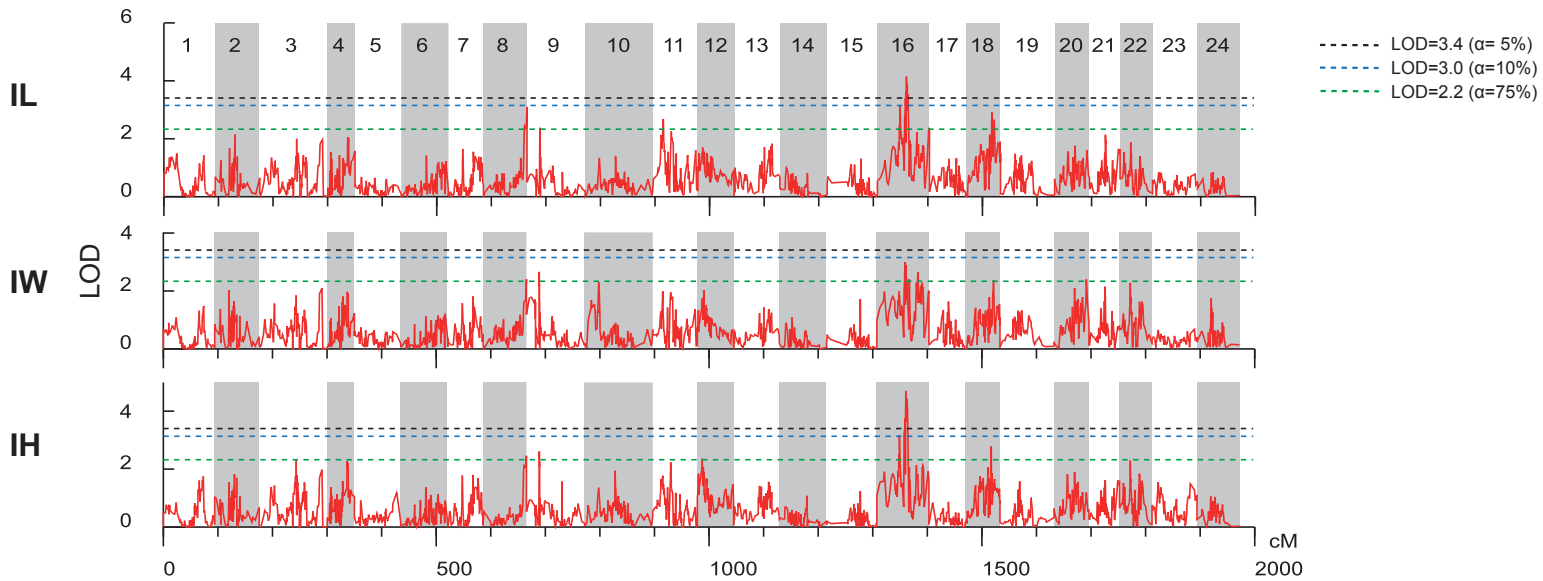 6
1 2 3 4 5 6 7 8 9 10 11 12 13 14 15 16 17 18 19 20 21 22 23 24
LOD=3.4 (α= 5%)
LOD=3.0 (α=10%)
LOD=2.2 (α=75%)
4
IL
2
0
4
IW
LOD
2
0
4
IH
2
0
cM
0 500 1000 1500 2000